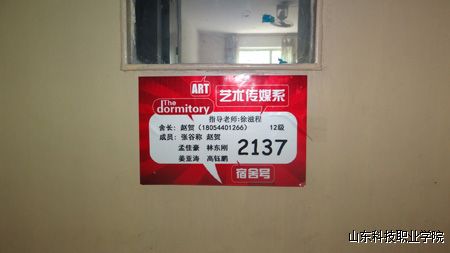 ART
艺术传媒系
The
dormitory
指导老师:徐滋程
舍长: 赵贺(18054401266) 12级
成员: 张谷称 赵贺
孟佳豪 林东刚
姜亚涛 高钰鹏
2137
宿舍号
山东科技职业学院